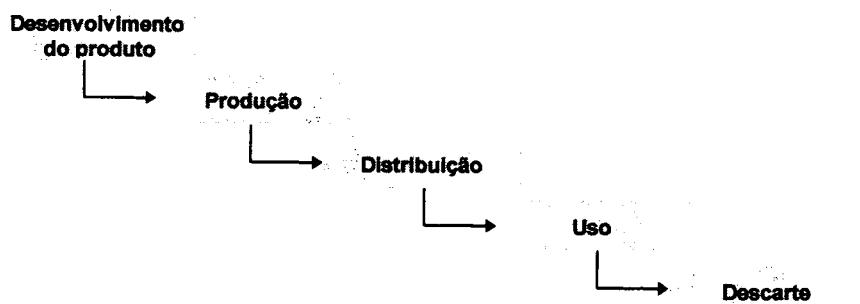 Desenvolvimento
do produto
Produção
Distribuição
Uso
Descarte